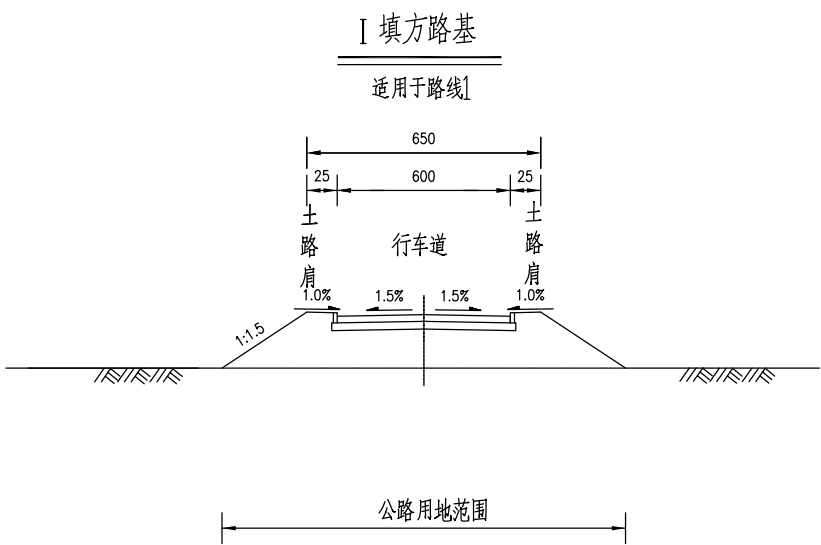 I 填方路基
适用于路线1
650
25 600 25
土路肩 行车道 土路肩
1.0% 1.5% 1.5% 1.0%
1:1.5
公路用地范围